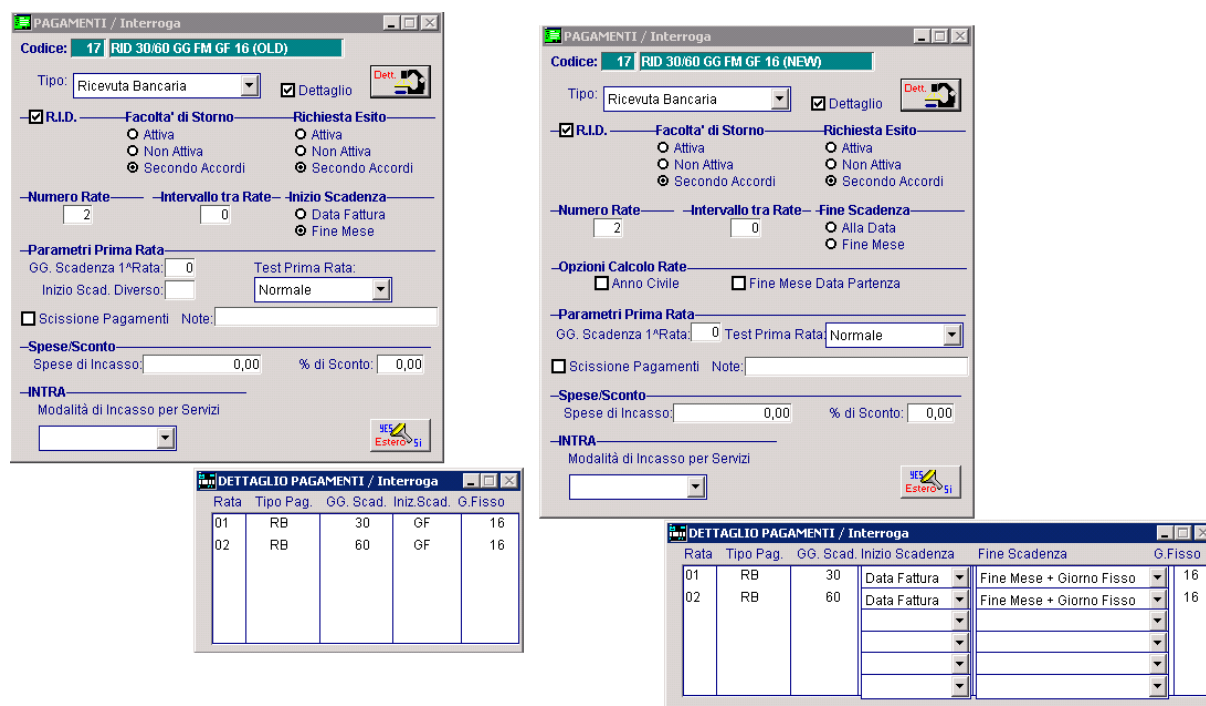 PAGAMENTI / Interroga
Codice: 17 RID 30/60 GG FM GF 16 (OLD)
Tipo: Ricevuta Bancaria Dettaglio Dett.
R.I.D. Facolta' di Storno Richiesta Esito
Attiva Attiva
Non Attiva Non Attiva
Secondo Accordi Secondo Accordi
Numero Rate Intervallo tra Rate Inizio Scadenza
2 0 Data Fattura
Fine Mese
Parametri Prima Rata
GG. Scadenza 1^Rata: 0 Test Prima Rata:
Inizio Scad. Diverso: Normale
Scissione Pagamenti Note:
Spese/Sconto
Spese di Incasso: 0,00 % di Sconto: 0,00
INTRA
Modalità di Incasso per Servizi
YES Estero Si
DETTAGLIO PAGAMENTI / Interroga
Rata Tipo Pag. GG. Scad. Iniz.Scad. G.Fisso
01 RB 30 GF 16
02 RB 60 GF 16
PAGAMENTI / Interroga
Codice: 17 RID 30/60 GG FM GF 16 (NEW)
Tipo: Ricevuta Bancaria Dettaglio Dett.
R.I.D. Facolta' di Storno Richiesta Esito
Attiva Attiva
Non Attiva Non Attiva
Secondo Accordi Secondo Accordi
Numero Rate Intervallo tra Rate Fine Scadenza
2 0 Alla Data
Fine Mese
Opzioni Calcolo Rate
Anno Civile Fine Mese Data Partenza
Parametri Prima Rata
GG. Scadenza 1^Rata: 0 Test Prima Rata: Normale
Scissione Pagamenti Note:
Spese/Sconto
Spese di Incasso: 0,00 % di Sconto: 0,00
INTRA
Modalità di Incasso per Servizi
YES Estero Si
DETTAGLIO PAGAMENTI / Interroga
Rata Tipo Pag. GG. Scad. Inizio Scadenza Fine Scadenza G.Fisso
01 RB 30 Data Fattura Fine Mese + Giorno Fisso 16
02 RB 60 Data Fattura Fine Mese + Giorno Fisso 16